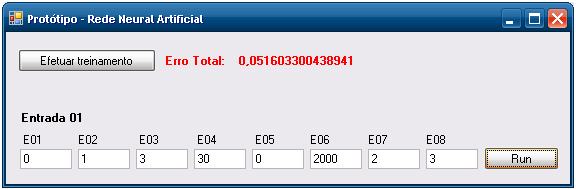 Protótipo - Rede Neural Artificial
Efetuar treinamento Erro Total: 0,051603300438941
Entrada 01
E01 E02 E03 E04 E05 E06 E07 E08
0 1 3 30 0 2000 2 3 Run